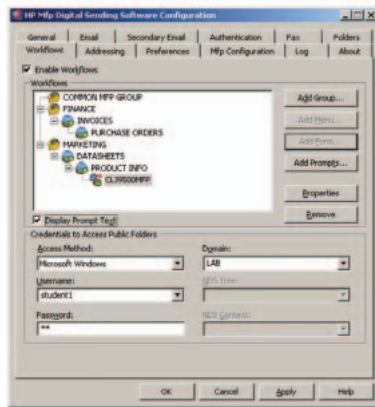 HP Mfp Digital Sending Software Configuration
General Email Secondary Email Authentication Fax Folders
Workflows Addressing Preferences Mfp Configuration Log About
Enable Workflows
Workflows
COMMON MFP GROUP
FINANCE
INVOICES
PURCHASE ORDERS
MARKETING
DATASHEETS
PRODUCT INFO
CLJ9500MFP
Add Group...
Add Menu...
Add Form...
Add Prompts...
Properties
Remove
Display Prompt Text
Credentials to Access Public Folders
Access Method:
Microsoft Windows
Domain:
LAB
Username:
student1
NDS Tree:
Password:
**
NDS Context:
OK Cancel Apply Help